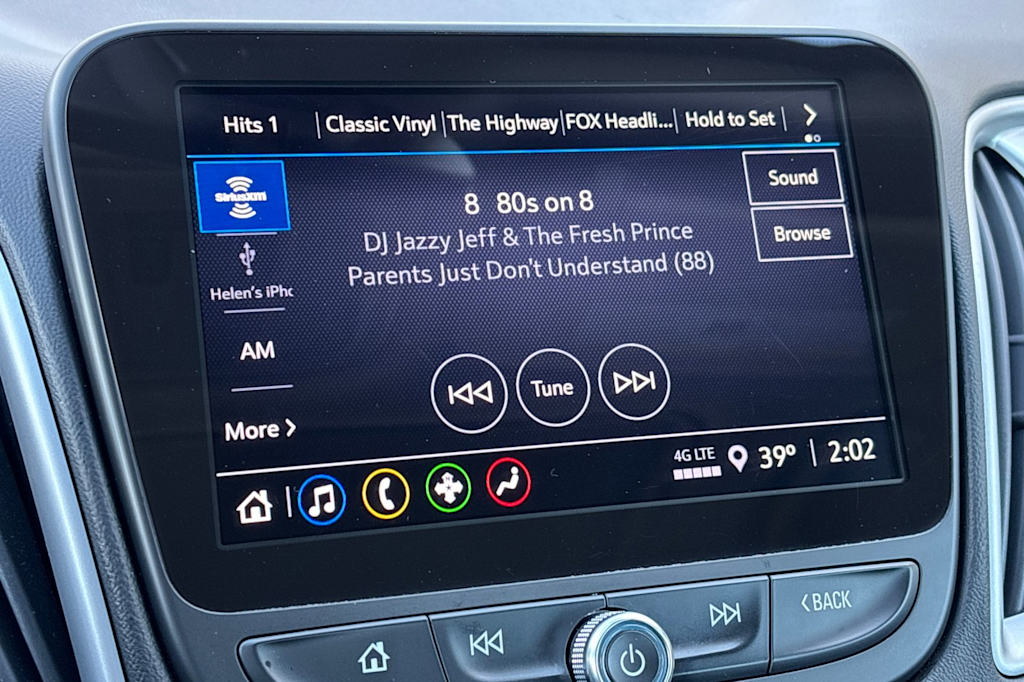 Hits 1 Classic Vinyl The Highway FOX Headli... Hold to Set
SiriusXM
8 80s on 8
DJ Jazzy Jeff & The Fresh Prince
Parents Just Don't Understand (88)
Sound
Browse
Helen's iPho
AM
More
Tune
4G LTE
39° 2:02
BACK